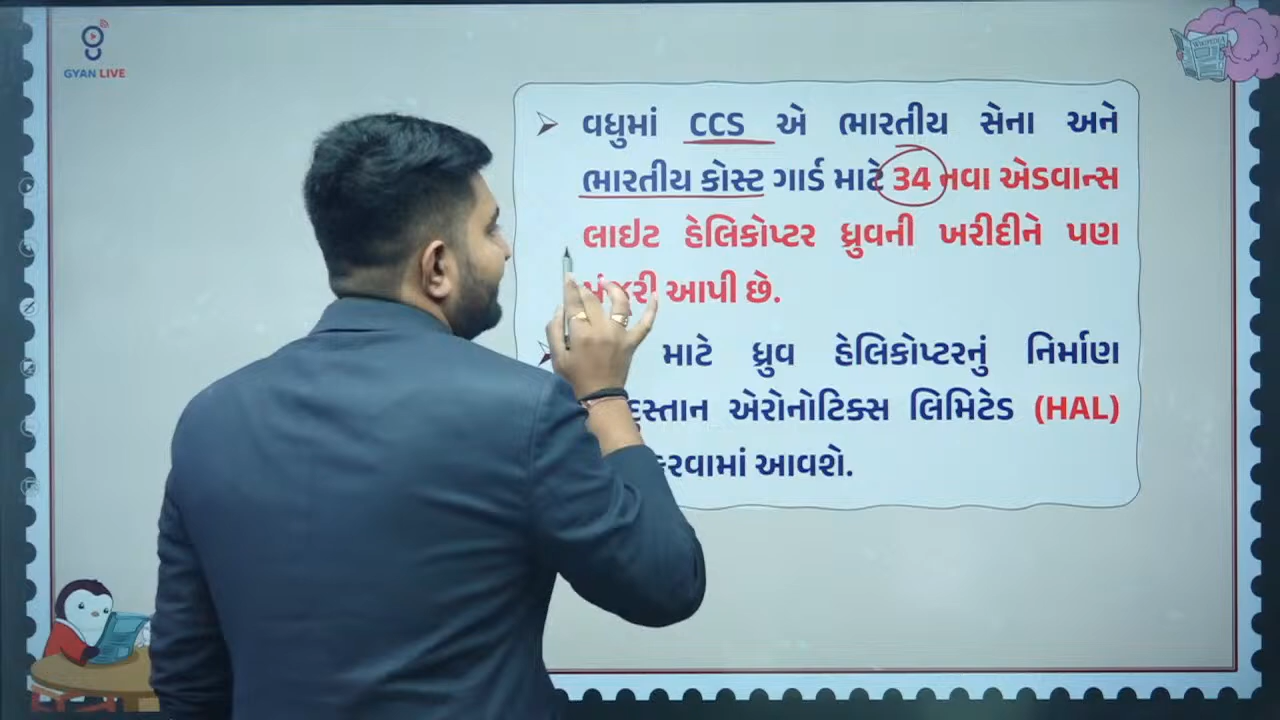 GYAN LIVE
WIKIPEDIA
વધુમાં CCS એ ભારતીય સેના અને
ભારતીય કોસ્ટ ગાર્ડ માટે 34 નવા એડવાન્સ
લાઇટ હેલિકોપ્ટર ધ્રુવની ખરીદીને પણ
આપી છે.
માટે ધ્રુવ હેલિકોપ્ટરનું નિર્માણ
એરોનોટિક્સ લિમિટેડ (HAL)
આવશે.